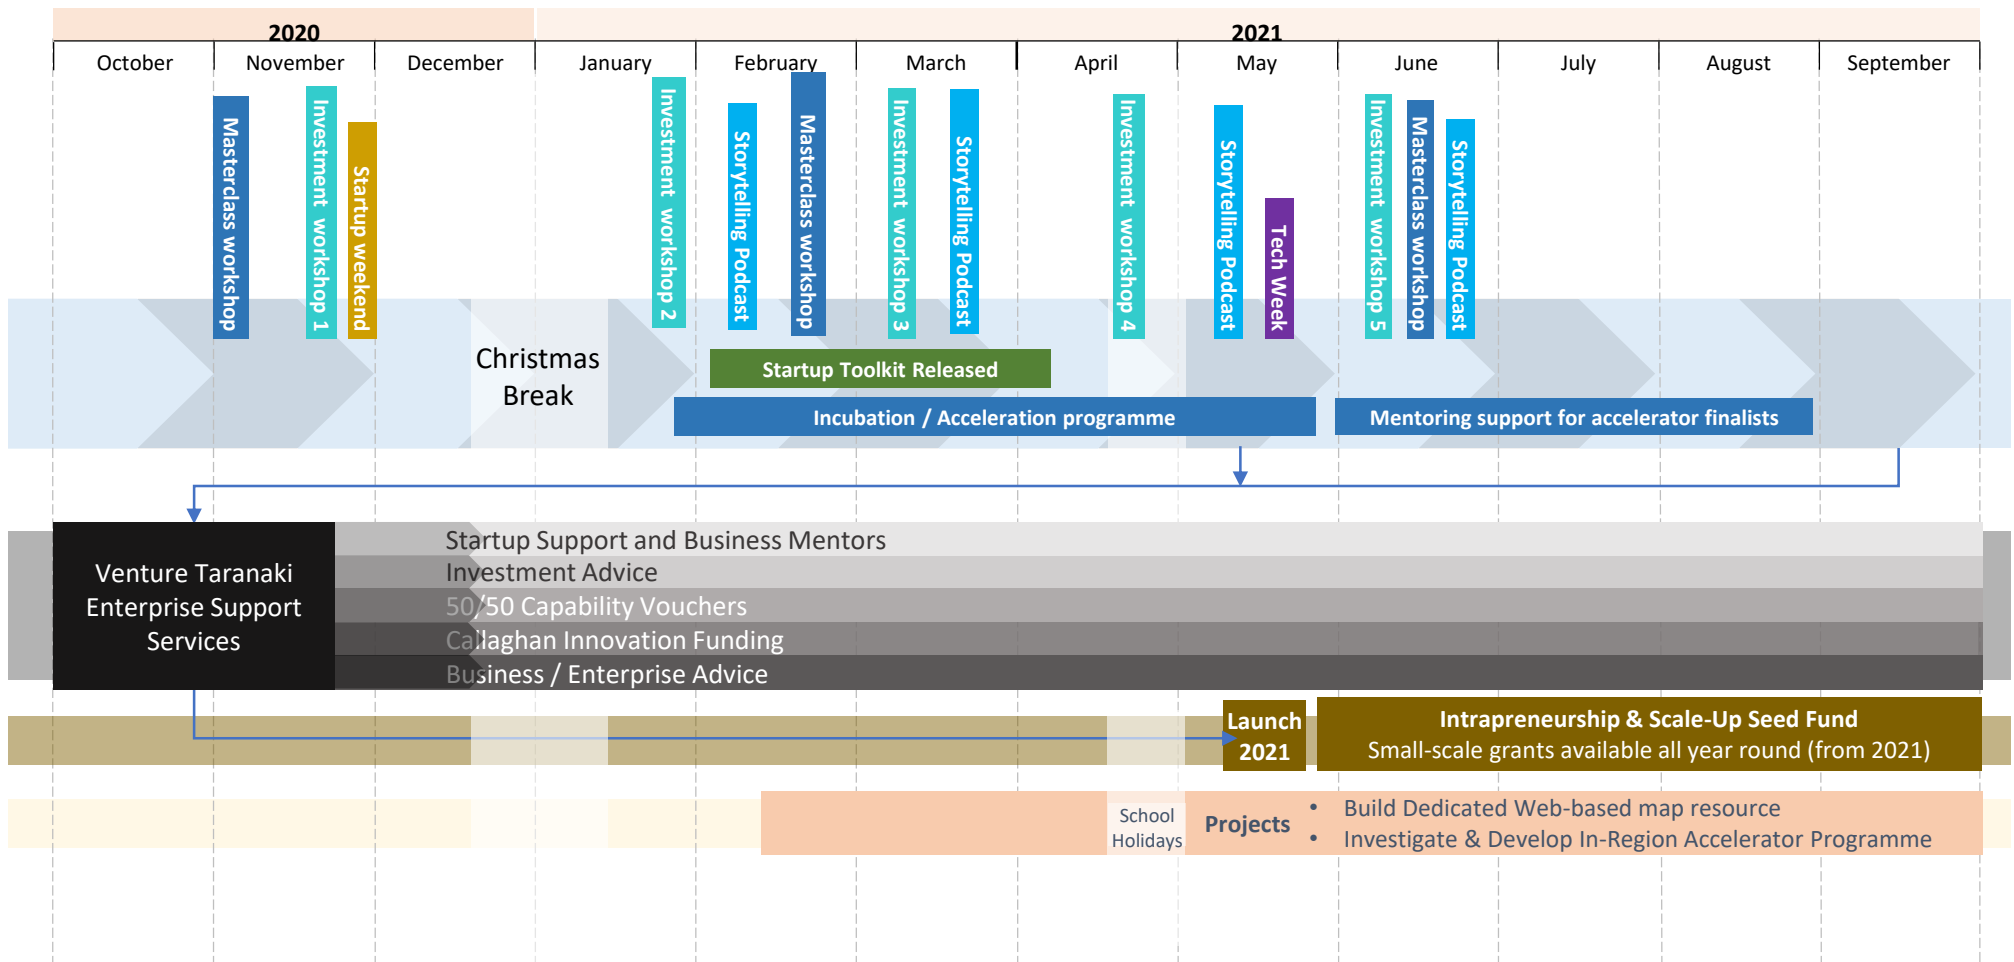 2020
2021
October
November
December
January
February
March
April
May
June
July
August
September
Masterclass workshop
Investment workshop 1
Startup weekend
Investment workshop 2
Storytelling Podcast
Masterclass workshop
Investment workshop 3
Storytelling Podcast
Investment workshop 4
Storytelling Podcast
Tech Week
Investment workshop 5
Masterclass workshop
Storytelling Podcast
Christmas
Break
Startup Toolkit Released
Incubation / Acceleration programme
Mentoring support for accelerator finalists
Venture Taranaki
Enterprise Support
Services
Startup Support and Business Mentors
Investment Advice
50/50 Capability Vouchers
Callaghan Innovation Funding
Business / Enterprise Advice
Launch
2021
Intrapreneurship & Scale-Up Seed Fund
Small-scale grants available all year round (from 2021)
School
Holidays
Projects
• Build Dedicated Web-based map resource
• Investigate & Develop In-Region Accelerator Programme